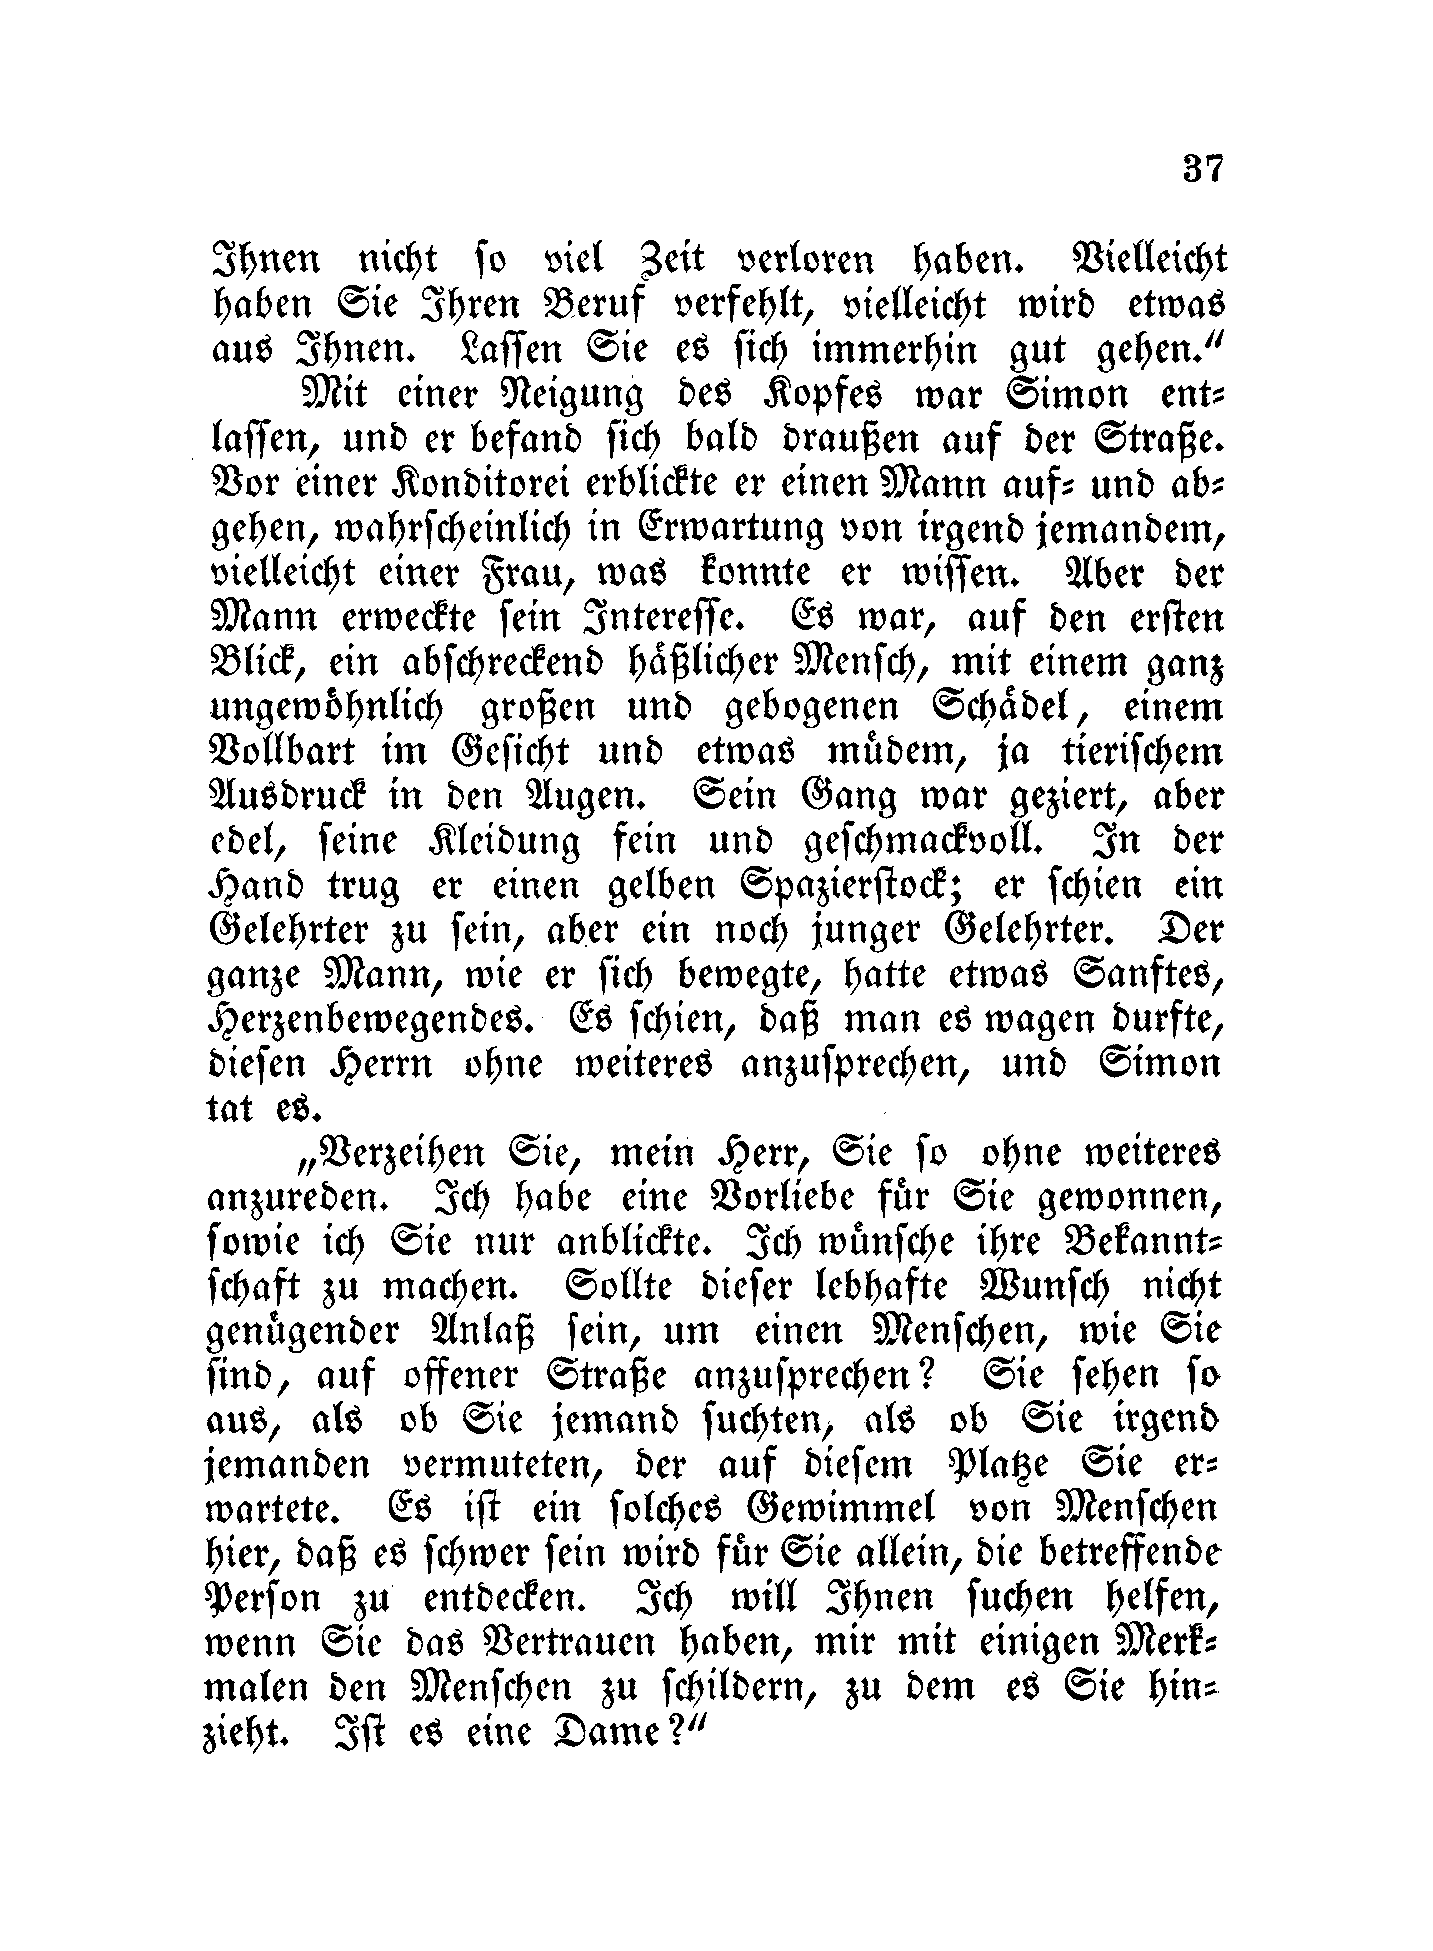 37
Ihnen nicht so viel Zeit verloren haben. Vielleicht
haben Sie Ihren Beruf verfehlt, vielleicht wird etwas
aus Ihnen. Lassen Sie es sich immerhin gut gehen.“
Mit einer Neigung des Kopfes war Simon ent-
lassen, und er befand sich bald draußen auf der Straße.
Vor einer Konditorei erblickte er einen Mann auf- und ab-
gehen, wahrscheinlich in Erwartung von irgend jemandem,
vielleicht einer Frau, was konnte er wissen. Aber der
Mann erweckte sein Interesse. Es war, auf den ersten
Blick, ein abschreckend häßlicher Mensch, mit einem ganz
ungewöhnlich großen und gebogenen Schädel, einem
Vollbart im Gesicht und etwas müdem, ja tierischem
Ausdruck in den Augen. Sein Gang war geziert, aber
edel, seine Kleidung fein und geschmackvoll. In der
Hand trug er einen gelben Spazierstock; er schien ein
Gelehrter zu sein, aber ein noch junger Gelehrter. Der
ganze Mann, wie er sich bewegte, hatte etwas Sanftes,
Herzenbewegendes. Es schien, daß man es wagen durfte,
diesen Herrn ohne weiteres anzusprechen, und Simon
tat es.
„Verzeihen Sie, mein Herr, Sie so ohne weiteres
anzureden. Ich habe eine Vorliebe für Sie gewonnen,
sowie ich Sie nur anblickte. Ich wünsche ihre Bekannt-
schaft zu machen. Sollte dieser lebhafte Wunsch nicht
genügender Anlaß sein, um einen Menschen, wie Sie
sind, auf offener Straße anzusprechen? Sie sehen so
aus, als ob Sie jemand suchten, als ob Sie irgend
jemanden vermuteten, der auf diesem Platze Sie er-
wartete. Es ist ein solches Gewimmel von Menschen
hier, daß es schwer sein wird für Sie allein, die betreffende
Person zu entdecken. Ich will Ihnen suchen helfen,
wenn Sie das Vertrauen haben, mir mit einigen Merk-
malen den Menschen zu schildern, zu dem es Sie hin-
zieht. Ist es eine Dame?“